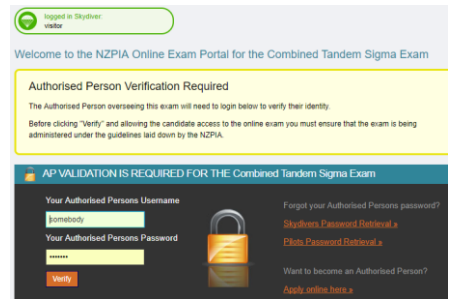 logged in Skydiver:
visitor
Welcome to the NZPIA Online Exam Portal for the Combined Tandem Sigma Exam
Authorised Person Verification Required
The Authorised Person overseeing this exam will need to login below to verify their identity.
Before clicking "Verify" and allowing the candidate access to the online exam you must ensure that the exam is being
administered under the guidelines laid down by the NZPIA.
AP VALIDATION IS REQUIRED FOR THE Combined Tandem Sigma Exam
Your Authorised Persons Username
somebody
Your Authorised Persons Password
•••••••
Verify
Forgot your Authorised Persons password?
Skydivers Password Retrieval »
Pilots Password Retrieval »
Want to become an Authorised Person?
Apply online here »